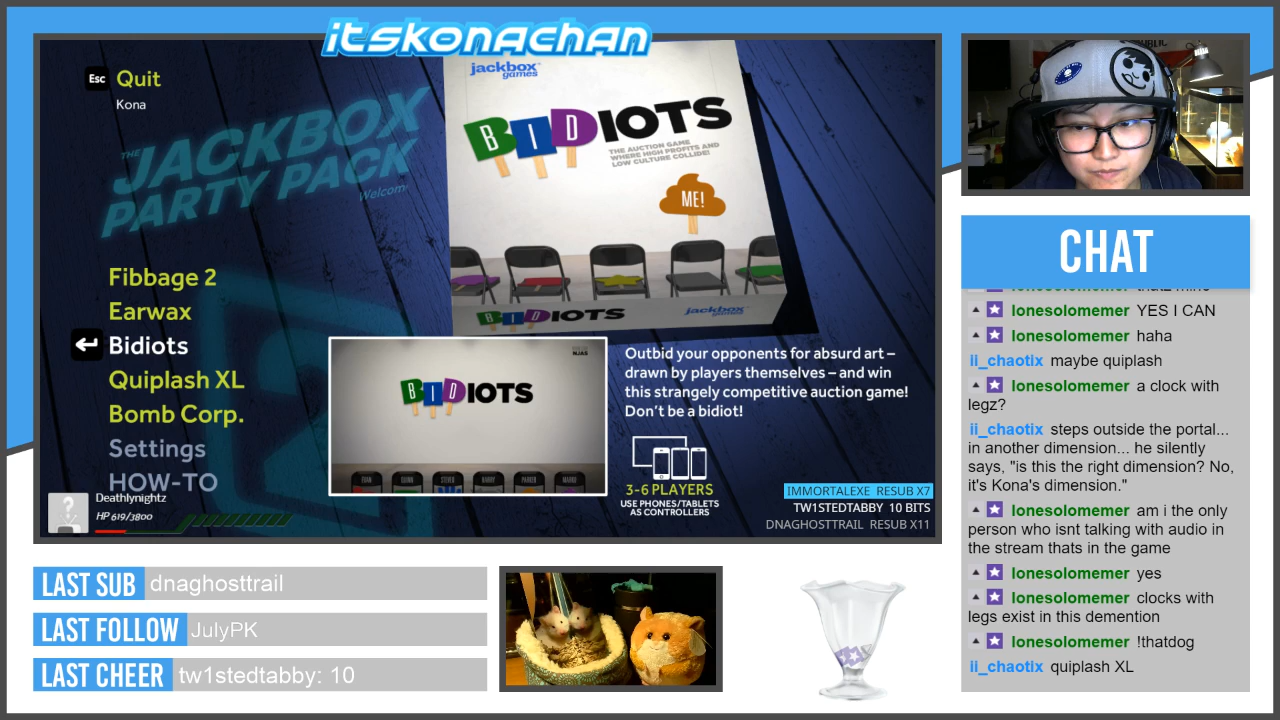 itskonachan
Esc Quit
Kona
THE
JACKBOX
PARTY PACK
Welcom
Fibbage 2
Earwax
Bidiots
Quiplash XL
Bomb Corp.
Settings
HOW-TO
Deathlynightz
HP 619/3800
jackbox
games
BIDIOTS
THE AUCTION GAME
WHERE HIGH PROFITS AND
LOW CULTURE COLLIDE!
ME!
BIDIOTS
jackbox
games
BIDIOTS
Outbid your opponents for absurd art –
drawn by players themselves – and win
this strangely competitive auction game!
Don't be a bidiot!
3-6 PLAYERS
USE PHONES/TABLETS
AS CONTROLLERS
IMMORTALEXE RESUB X7
TW1STEDTABBY 10 BITS
DNAGHOSTTRAIL RESUB X11
LAST SUB dnaghosttrail
LAST FOLLOW JulyPK
LAST CHEER tw1stedtabby: 10
CHAT
lonesolomemer YES I CAN
lonesolomemer haha
ii_chaotix maybe quiplash
lonesolomemer a clock with
legz?
ii_chaotix steps outside the portal...
in another dimension... he silently
says, "is this the right dimension? No,
it's Kona's dimension."
lonesolomemer am i the only
person who isnt talking with audio in
the stream thats in the game
lonesolomemer yes
lonesolomemer clocks with
legs exist in this demention
lonesolomemer !thatdog
ii_chaotix quiplash XL